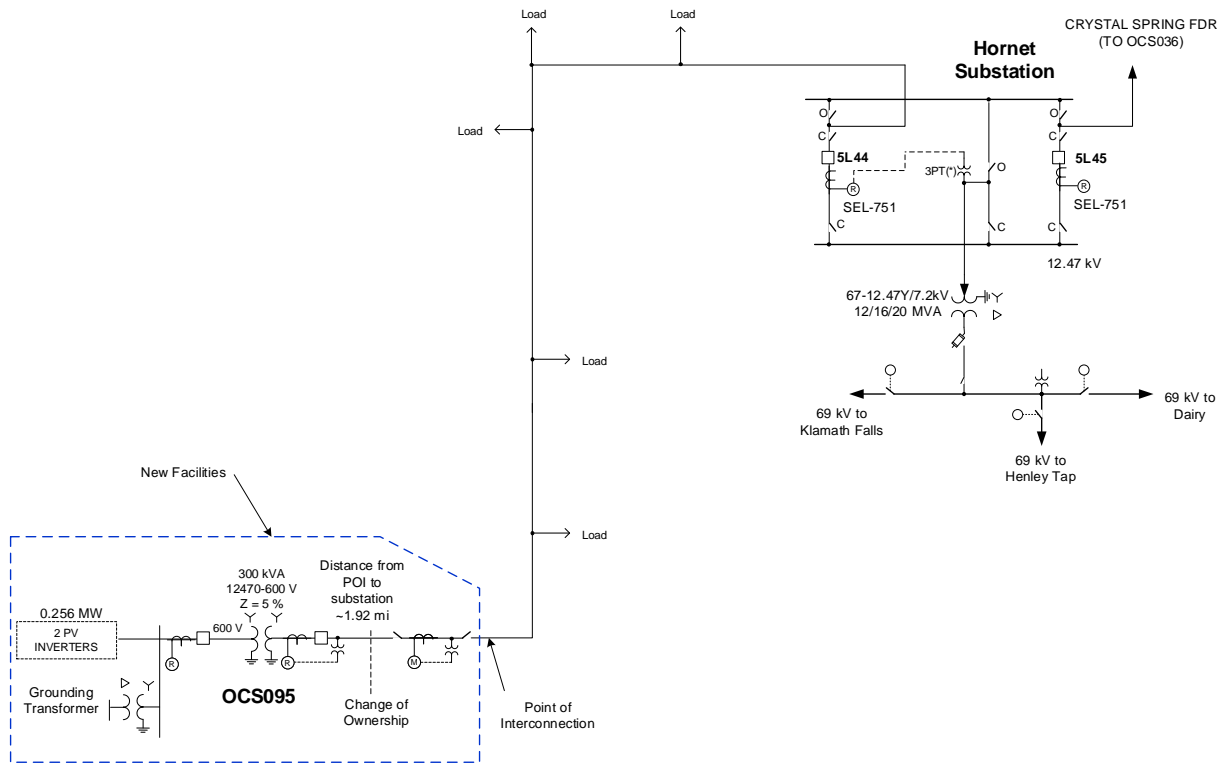 Load
Load
CRYSTAL SPRING FDR
(TO OCS036)
Hornet
Substation
O
O
Load
C
C
5L44
5L45
3PT(*)
O
R
R
SEL-751
SEL-751
C
C
C
12.47 kV
67-12.47Y/7.2kV
12/16/20 MVA
Load
69 kV to
Klamath Falls
69 kV to
Dairy
69 kV to
Henley Tap
New Facilities
Load
300 kVA
12470-600 V
Z = 5 %
Distance from
POI to
substation
~1.92 mi
0.256 MW
2 PV
INVERTERS
600 V
R
R
M
Grounding
Transformer
OCS095
Change of
Ownership
Point of
Interconnection